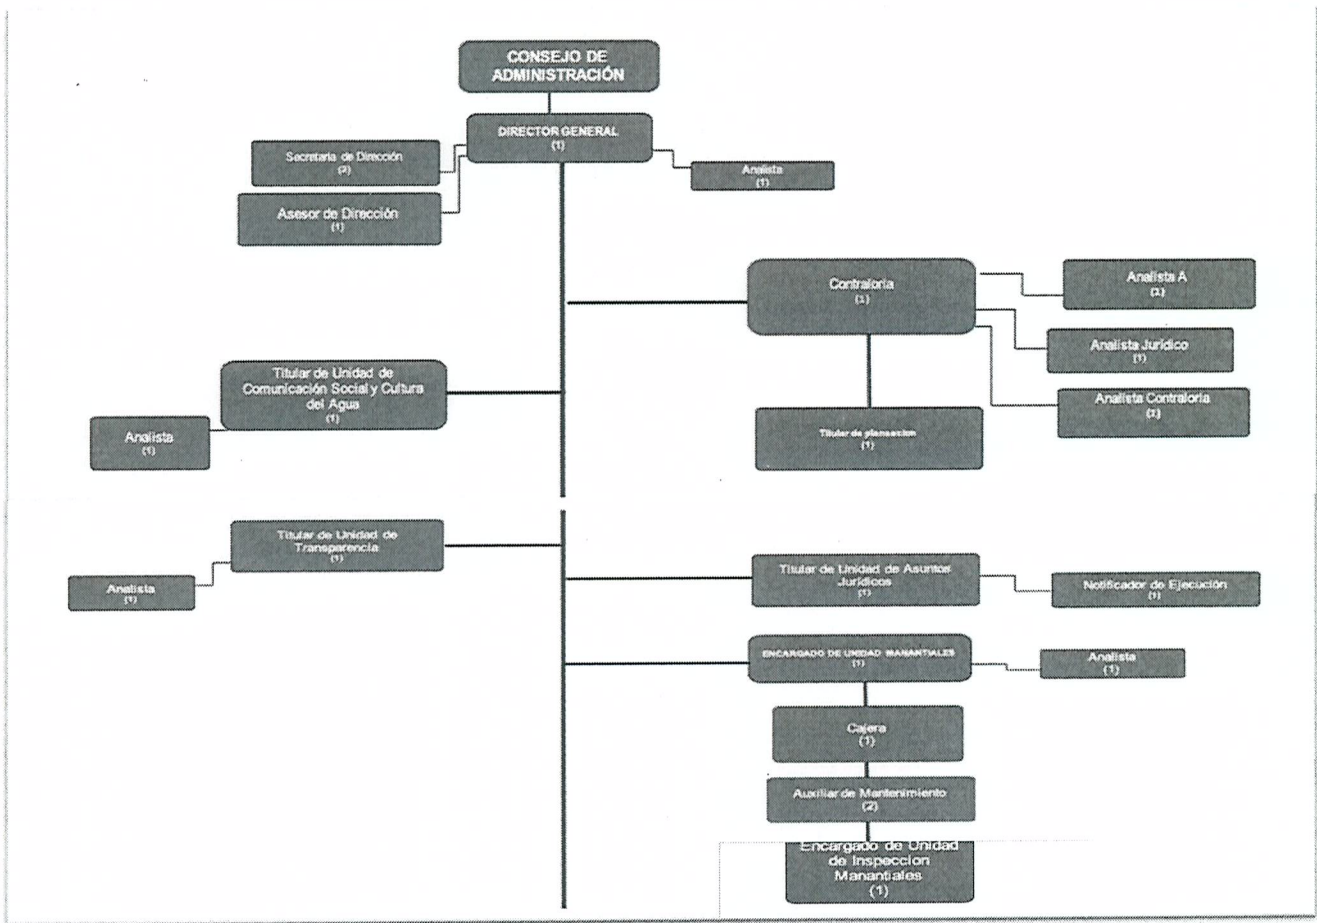 CONSEJO DE
ADMINISTRACIÓN
DIRECTOR GENERAL
(1)
Secretaria de Dirección
(2)
Analista
(1)
Asesor de Dirección
(1)
Contraloría
(1)
Analista A
(1)
Analista Jurídico
(1)
Titular de Unidad de
Comunicación Social y Cultura
del Agua
(1)
Analista Contraloría
(1)
Analista
(1)
Titular de planeacion
(1)
Titular de Unidad de
Transparencia
(1)
Analista
(1)
Titular de Unidad de Asuntos
Jurídicos
(1)
Notificador de Ejecución
(1)
ENCARGADO DE UNIDAD MANANTIALES
(1)
Analista
(1)
Cajera
(1)
Auxiliar de Mantenimiento
(2)
Encargado de Unidad
de Inspeccion
Manantiales
(1)